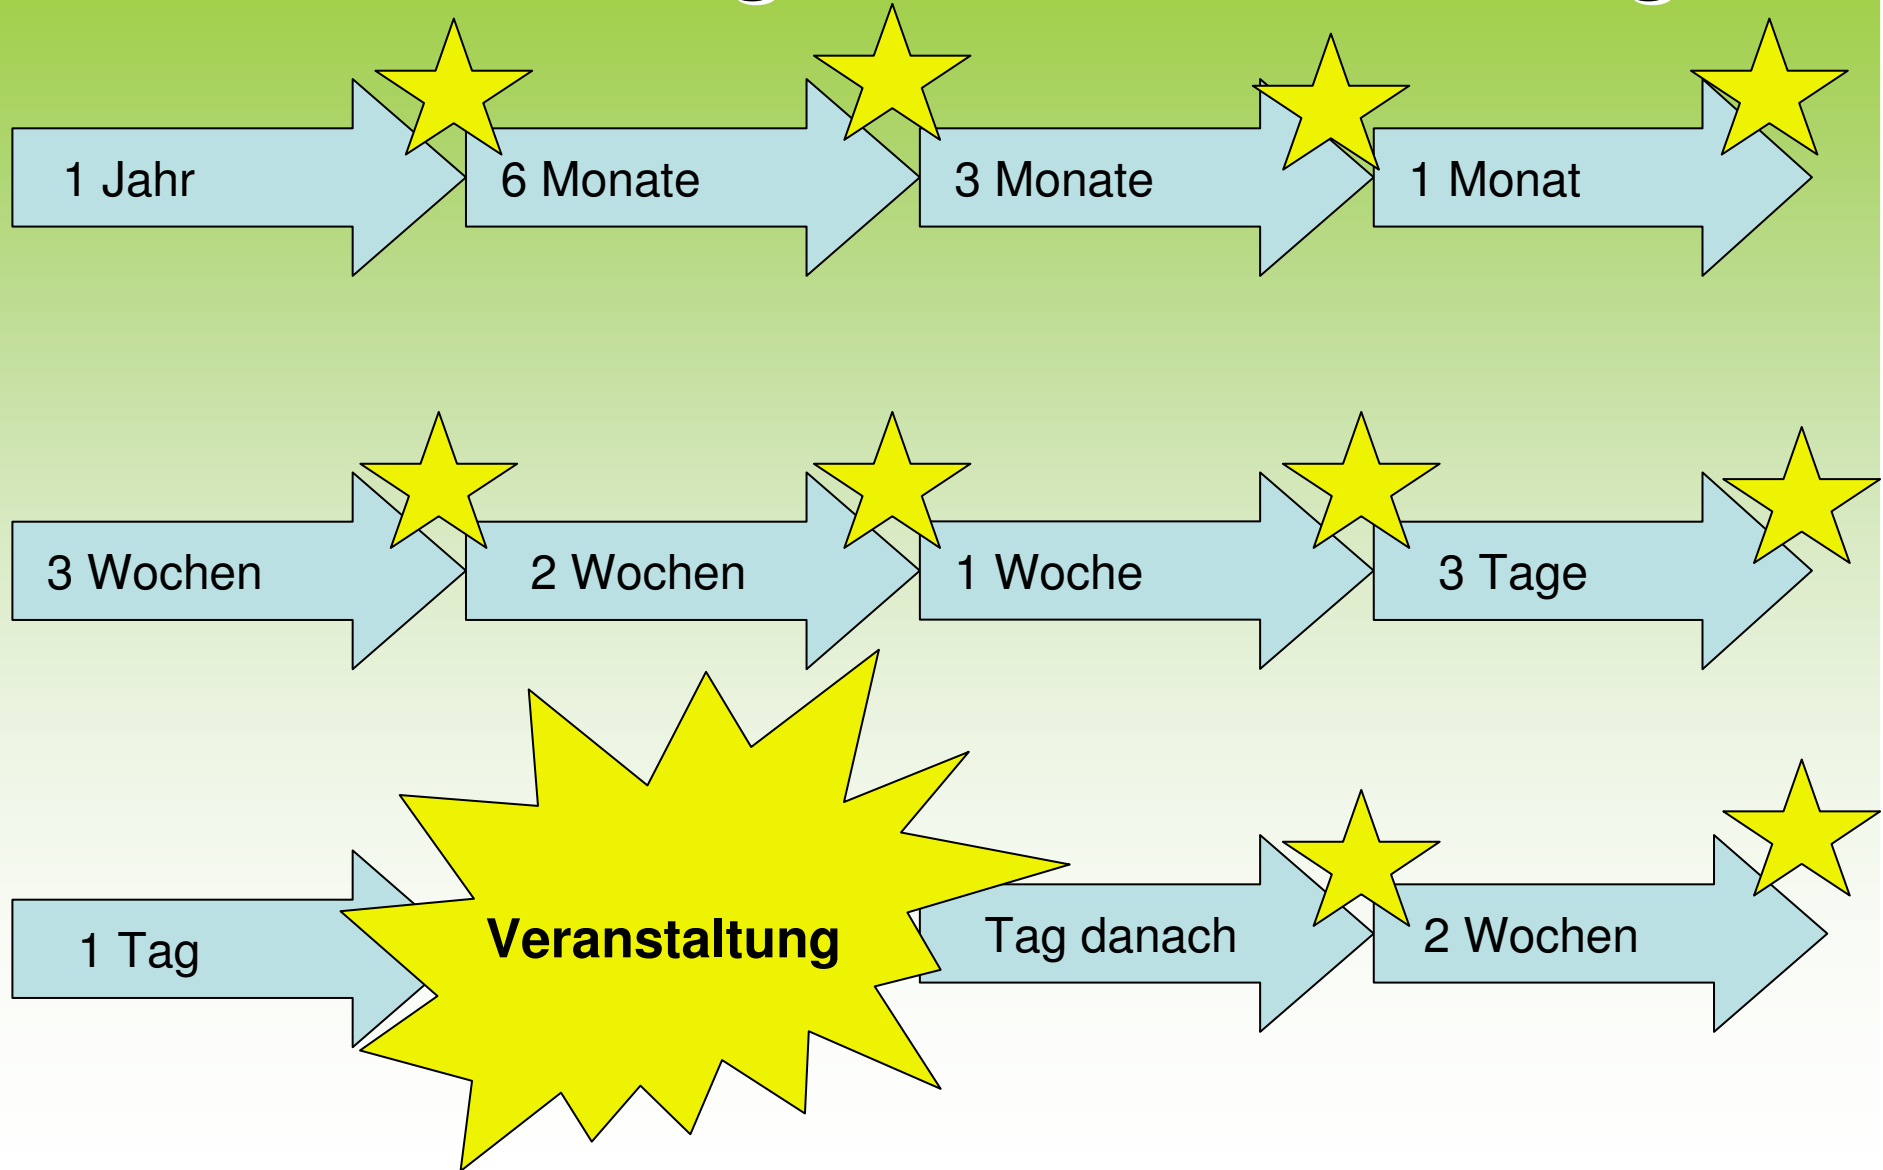 1 Jahr
6 Monate
3 Monate
1 Monat
3 Wochen
2 Wochen
1 Woche
3 Tage
1 Tag
Veranstaltung
Tag danach
2 Wochen